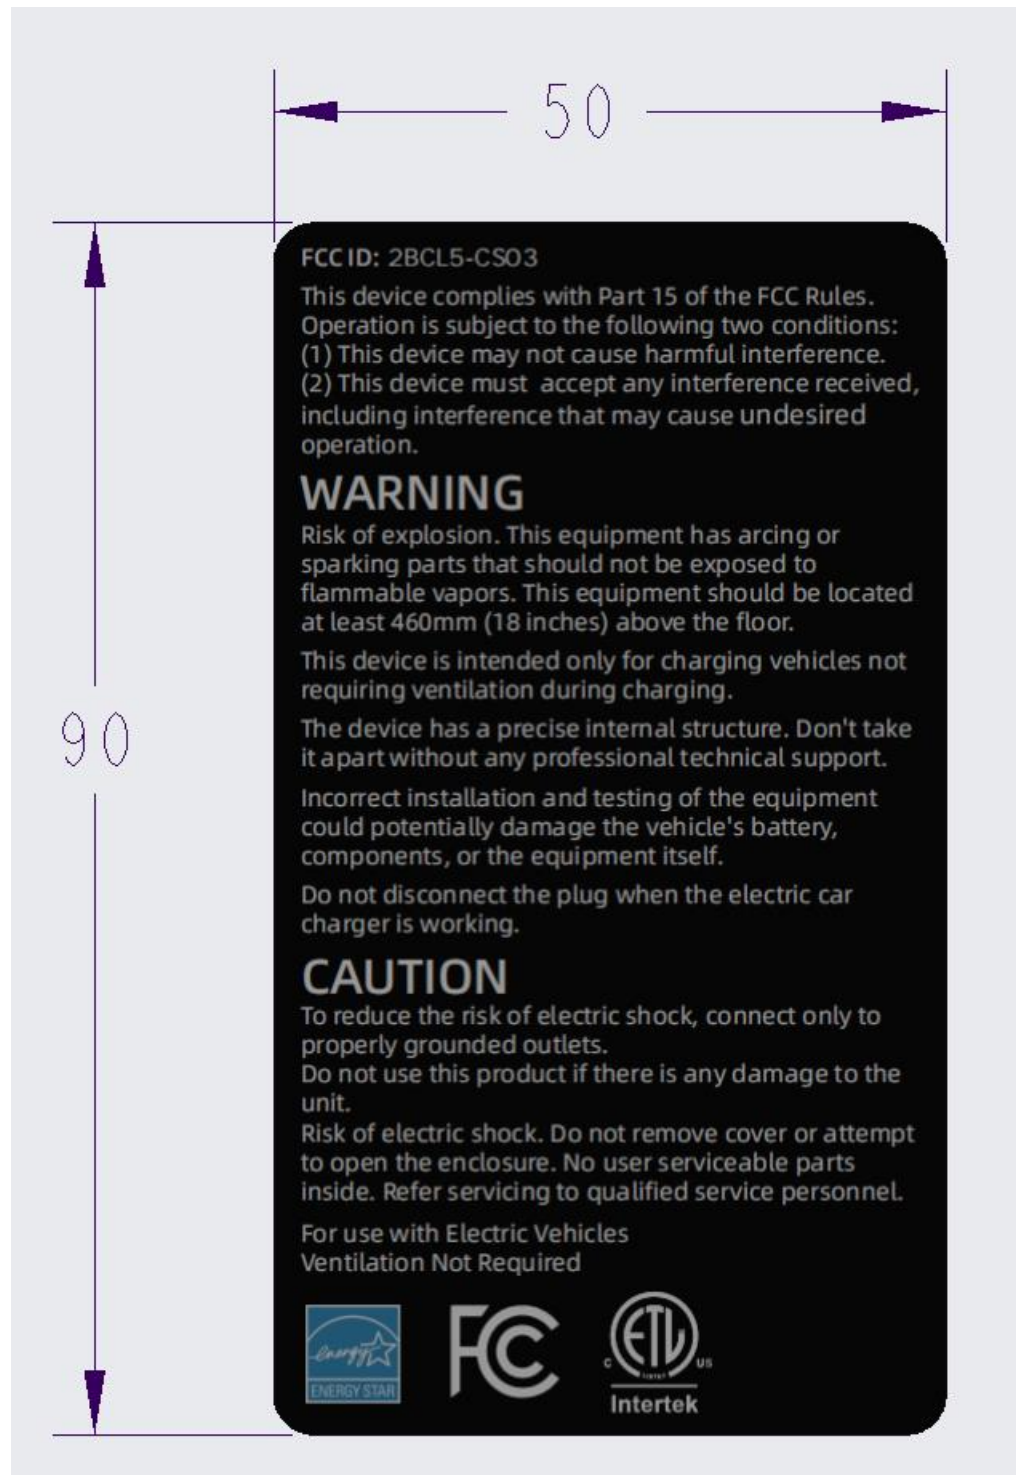 50
90
FCC ID: 2BCL5-CS03
This device complies with Part 15 of the FCC Rules.
Operation is subject to the following two conditions:
(1) This device may not cause harmful interference.
(2) This device must accept any interference received,
including interference that may cause undesired
operation.
WARNING
Risk of explosion. This equipment has arcing or
sparking parts that should not be exposed to
flammable vapors. This equipment should be located
at least 460mm (18 inches) above the floor.
This device is intended only for charging vehicles not
requiring ventilation during charging.
The device has a precise internal structure. Don't take
it apart without any professional technical support.
Incorrect installation and testing of the equipment
could potentially damage the vehicle's battery,
components, or the equipment itself.
Do not disconnect the plug when the electric car
charger is working.
CAUTION
To reduce the risk of electric shock, connect only to
properly grounded outlets.
Do not use this product if there is any damage to the
unit.
Risk of electric shock. Do not remove cover or attempt
to open the enclosure. No user serviceable parts
inside. Refer servicing to qualified service personnel.
For use with Electric Vehicles
Ventilation Not Required
energy
ENERGY STAR
FC
ETL
C US
Intertek